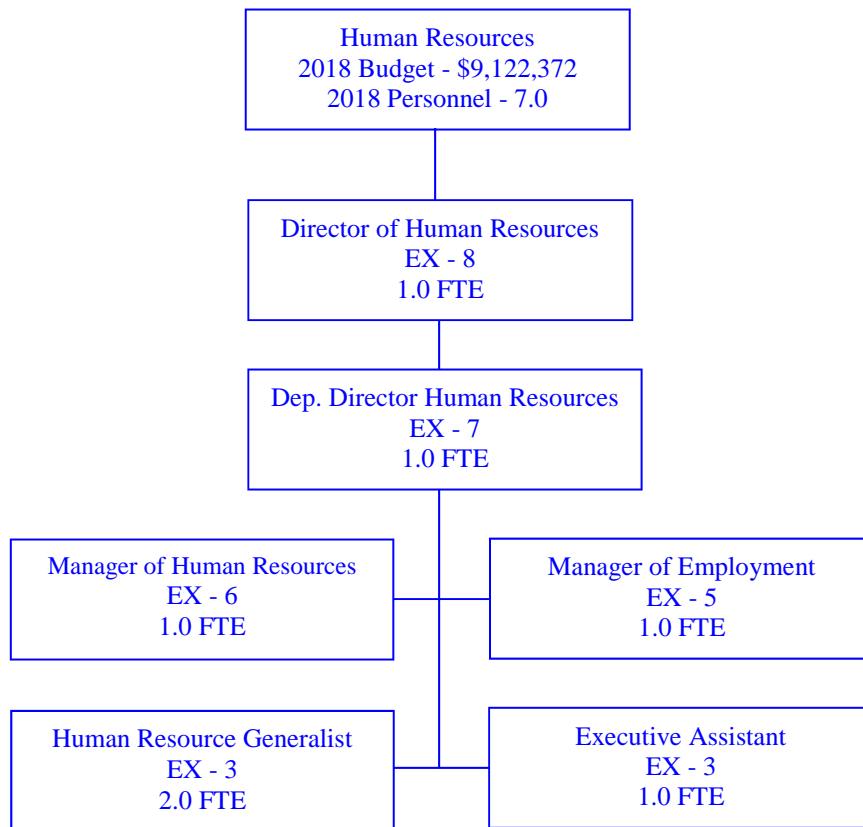 Human Resources
2018 Budget - $9,122,372
2018 Personnel - 7.0
Director of Human Resources
EX - 8
1.0 FTE
Dep. Director Human Resources
EX - 7
1.0 FTE
Manager of Human Resources
EX - 6
1.0 FTE
Manager of Employment
EX - 5
1.0 FTE
Human Resource Generalist
EX - 3
2.0 FTE
Executive Assistant
EX - 3
1.0 FTE